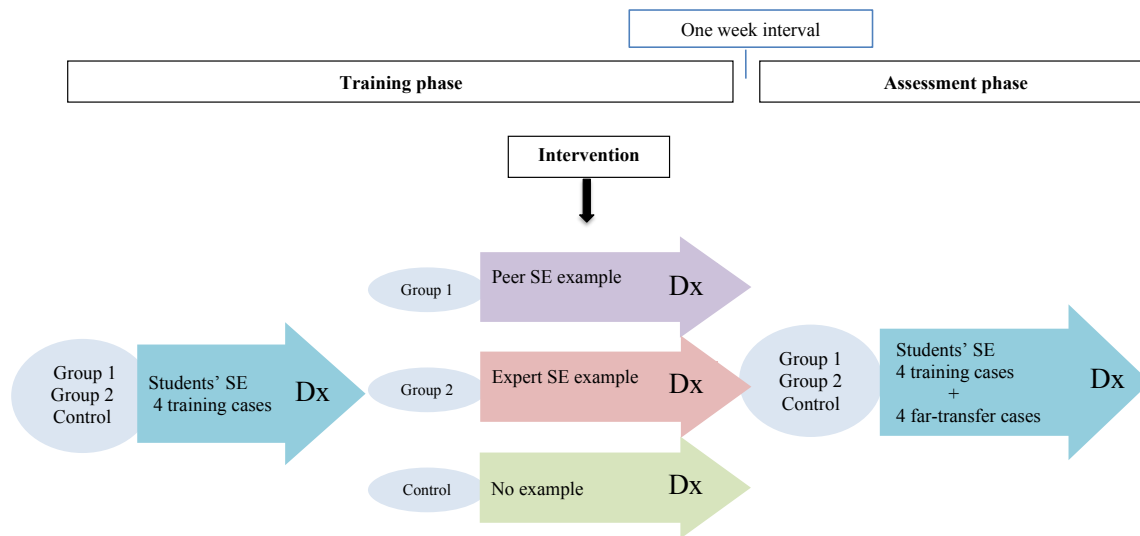 One week interval
Training phase
Assessment phase
Intervention
Group 1
Group 2
Control
Students’ SE
4 training cases
Dx
Group 1
Peer SE example
Dx
Group 2
Expert SE example
Dx
Control
No example
Dx
Group 1
Group 2
Control
Students’ SE
4 training cases
+
4 far-transfer cases
Dx